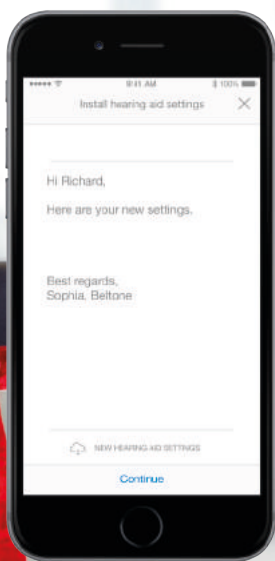 9:41 AM 100%
Install hearing aid settings
Hi Richard,
Here are your new settings.
Best regards,
Sophia, Beltone
NEW HEARING AID SETTINGS
Continue